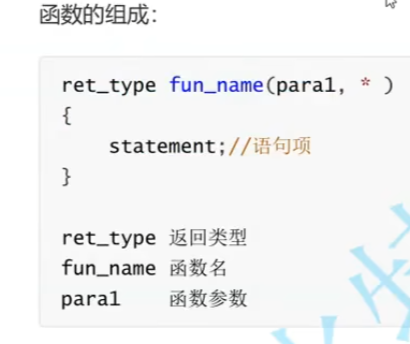 函数的组成：
ret_type fun_name(para1, * )
{
    statement;//语句项
}
ret_type 返回类型
fun_name 函数名
para1    函数参数